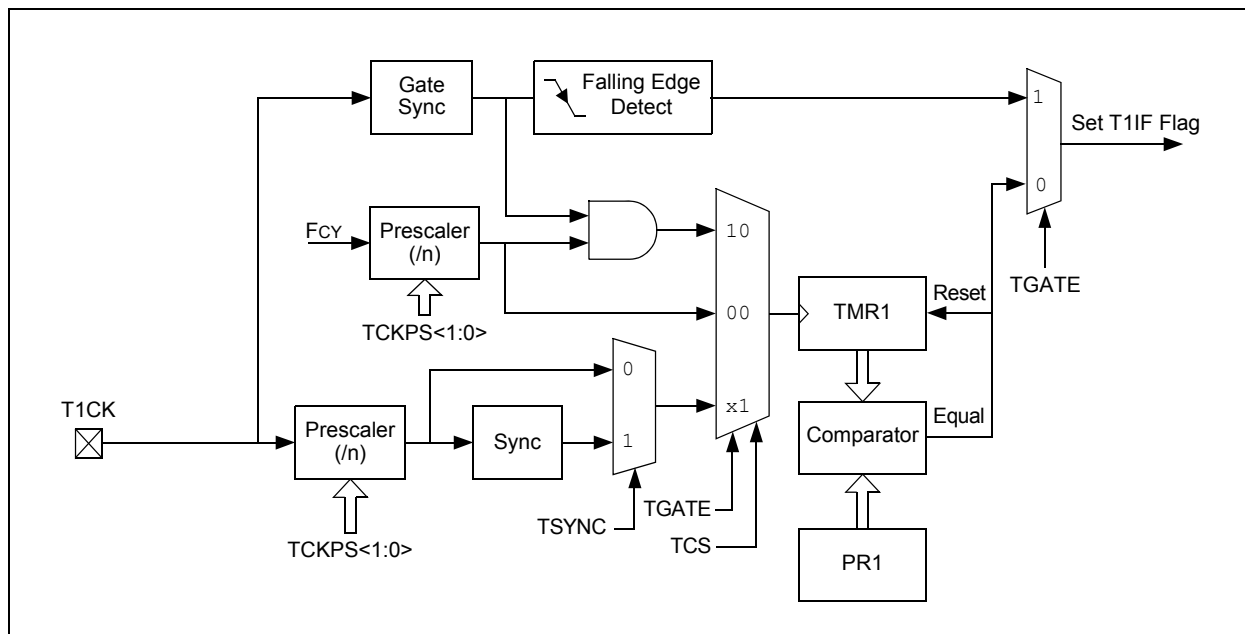 Gate
Sync
Falling Edge
Detect
1
Set T1IF Flag
0
FCY
Prescaler
(/n)
10
TGATE
TCKPS<1:0>
00
TMR1
Reset
T1CK
Prescaler
(/n)
Sync
0
1
x1
Comparator
Equal
TSYNC
TGATE
TCS
TCKPS<1:0>
PR1